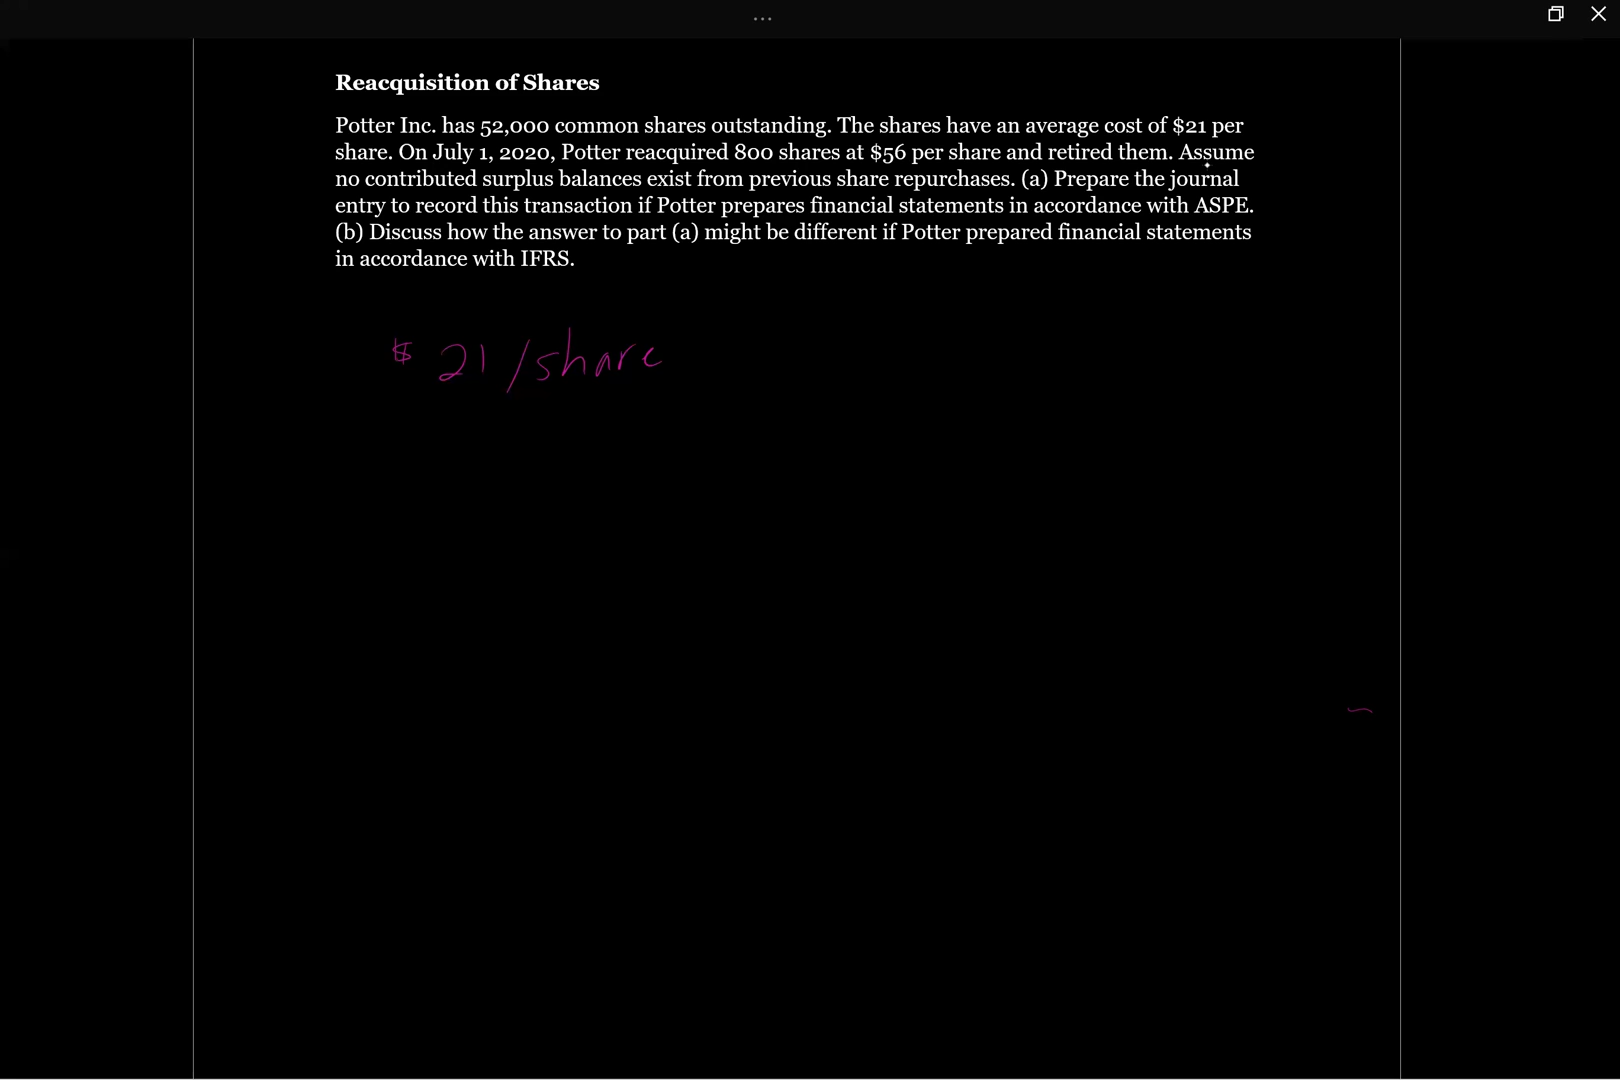 Reacquisition of Shares
Potter Inc. has 52,000 common shares outstanding. The shares have an average cost of $21 per
share. On July 1, 2020, Potter reacquired 800 shares at $56 per share and retired them. Assume
no contributed surplus balances exist from previous share repurchases. (a) Prepare the journal
entry to record this transaction if Potter prepares financial statements in accordance with ASPE.
(b) Discuss how the answer to part (a) might be different if Potter prepared financial statements
in accordance with IFRS.
$ 21 /share